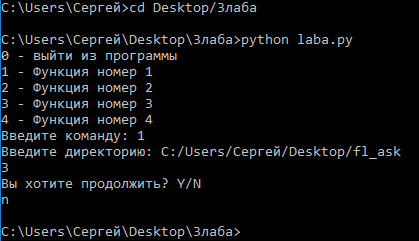 C:\Users\Сергей>cd Desktop/3лаба
C:\Users\Сергей\Desktop\3лаба>python laba.py
0 - выйти из программы
1 - Функция номер 1
2 - Функция номер 2
3 - Функция номер 3
4 - Функция номер 4
Введите команду: 1
Введите директорию: C:/Users/Сергей/Desktop/fl_ask
3
Вы хотите продолжить? Y/N
n
C:\Users\Сергей\Desktop\3лаба>